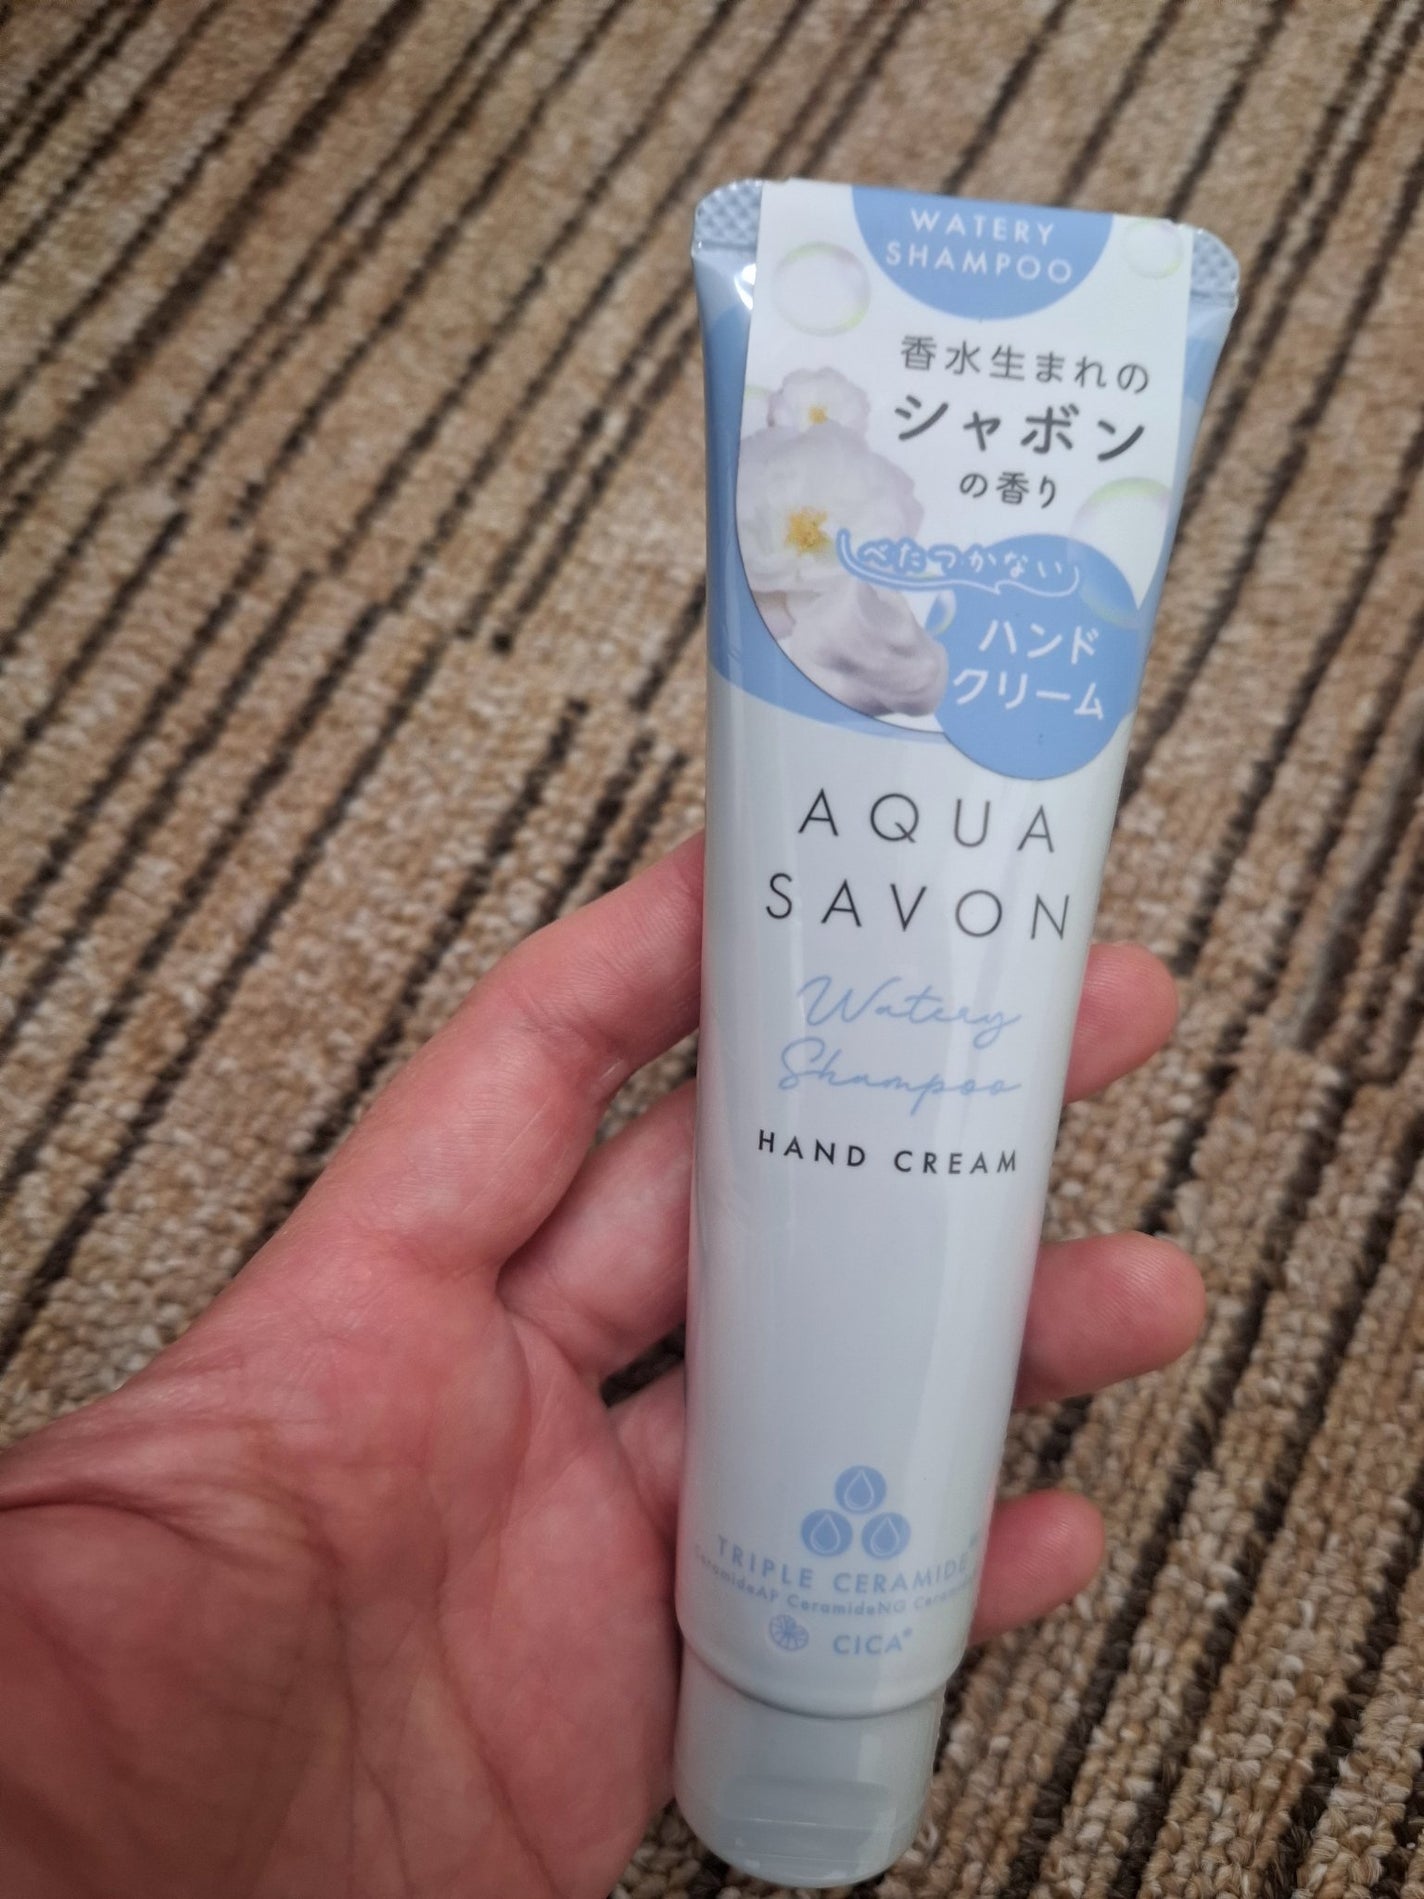 WATERY
SHAMPOO
香水生まれの
シャボン
の香り
べたつかない
ハンド
クリーム
AQUA
SAVON
Watery
Shampoo
HAND CREAM
TRIPLE CERAMIDE
CeramideNG
CICA